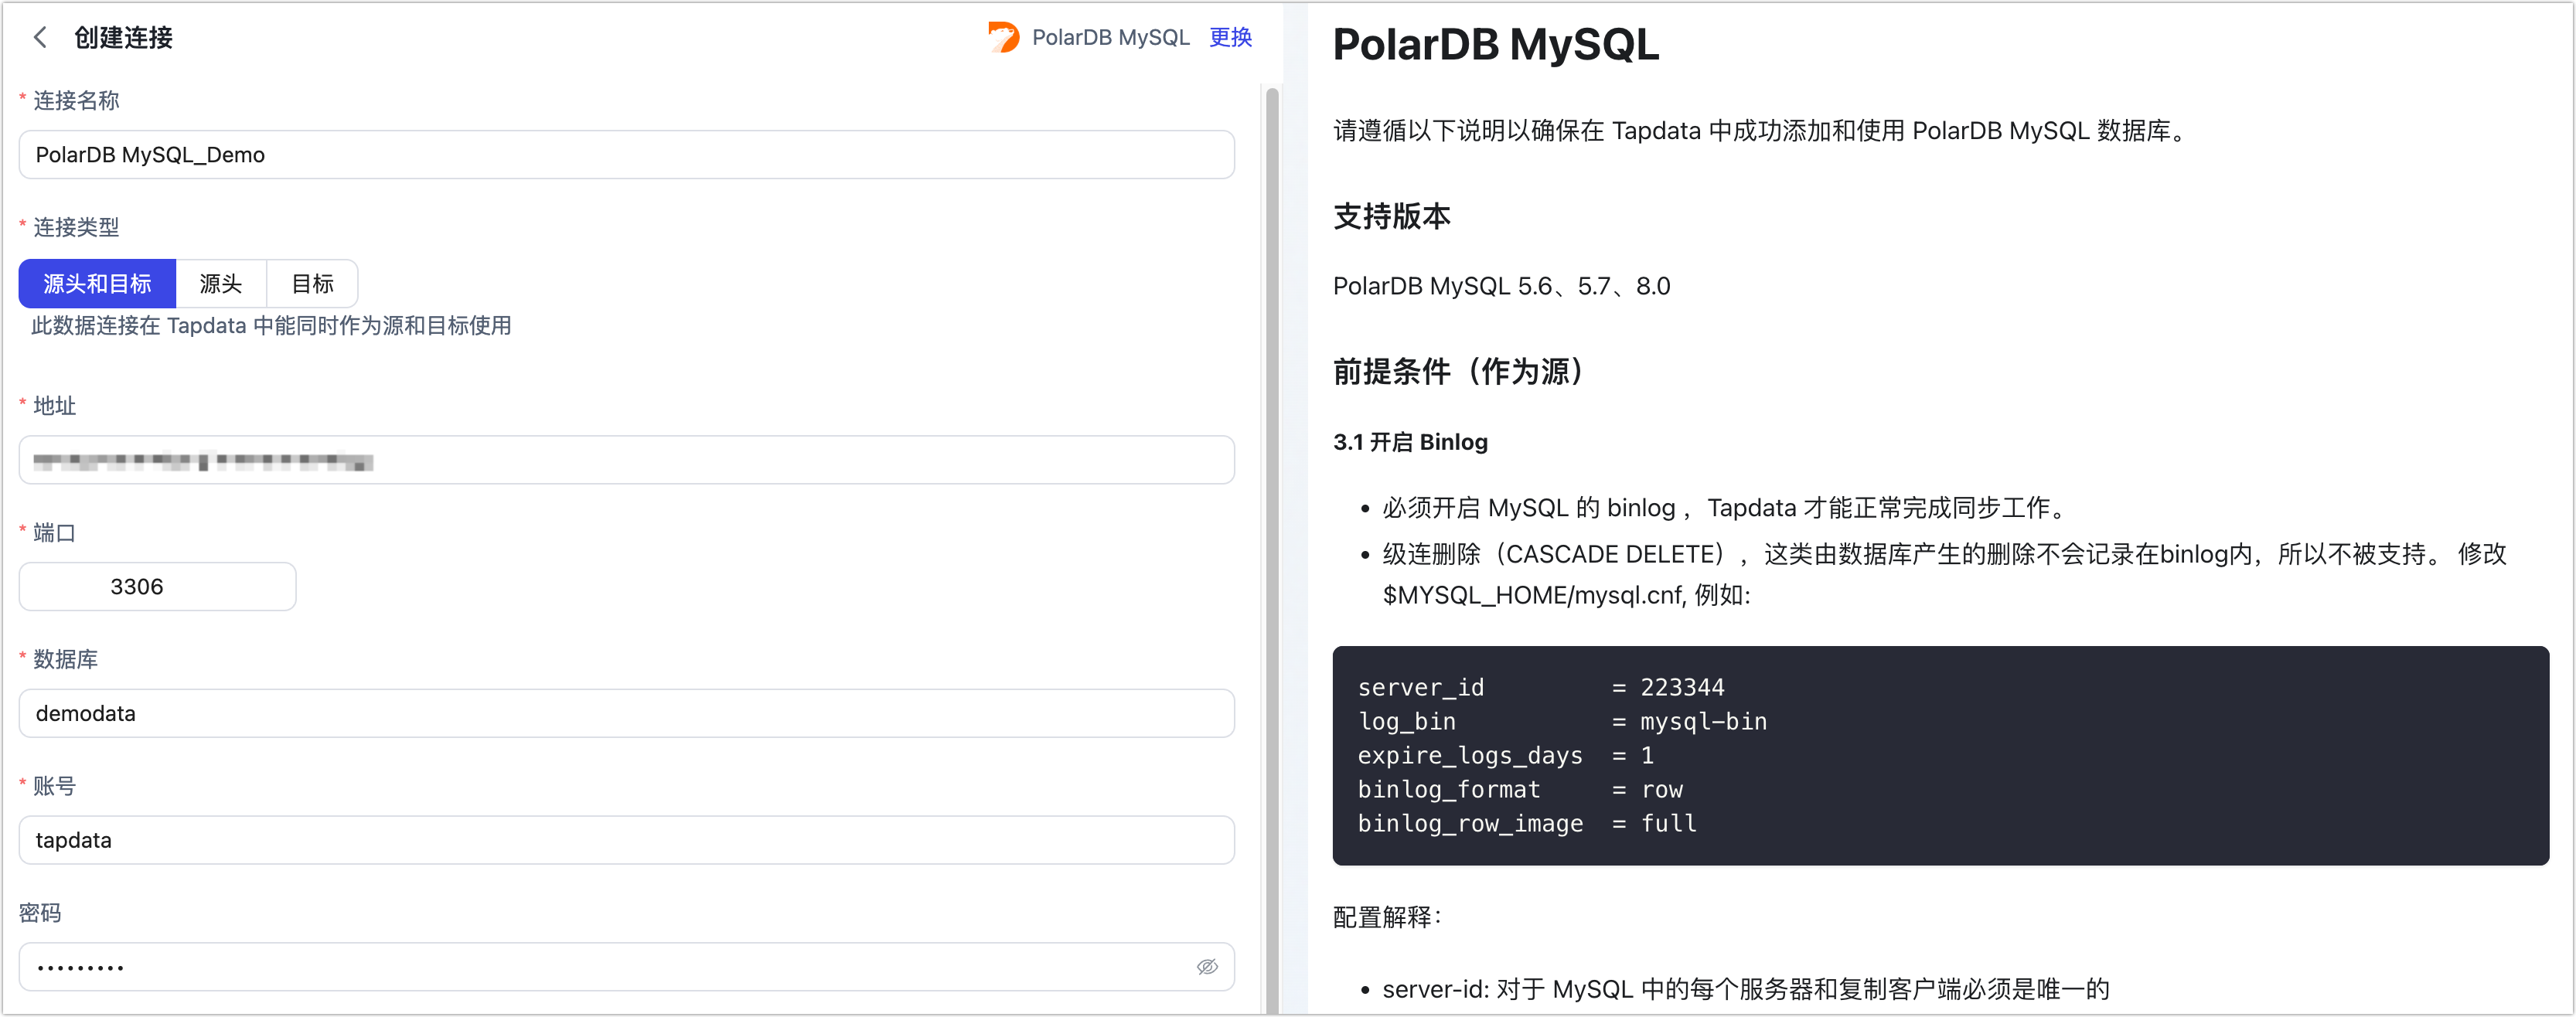 创建连接
PolarDB MySQL 更换
* 连接名称
PolarDB MySQL_Demo
* 连接类型
源头和目标 源头 目标
此数据连接在 Tapdata 中能同时作为源和目标使用
* 地址
* 端口
3306
* 数据库
demodata
* 账号
tapdata
密码
•••••••••
PolarDB MySQL
请遵循以下说明以确保在 Tapdata 中成功添加和使用 PolarDB MySQL 数据库。
支持版本
PolarDB MySQL 5.6、5.7、8.0
前提条件（作为源）
3.1 开启 Binlog
• 必须开启 MySQL 的 binlog ，Tapdata 才能正常完成同步工作。
• 级连删除（CASCADE DELETE），这类由数据库产生的删除不会记录在binlog内，所以不被支持。 修改
$MYSQL_HOME/mysql.cnf, 例如:
server_id         = 223344
log_bin           = mysql-bin
expire_logs_days  = 1
binlog_format     = row
binlog_row_image  = full
配置解释：
• server-id: 对于 MySQL 中的每个服务器和复制客户端必须是唯一的